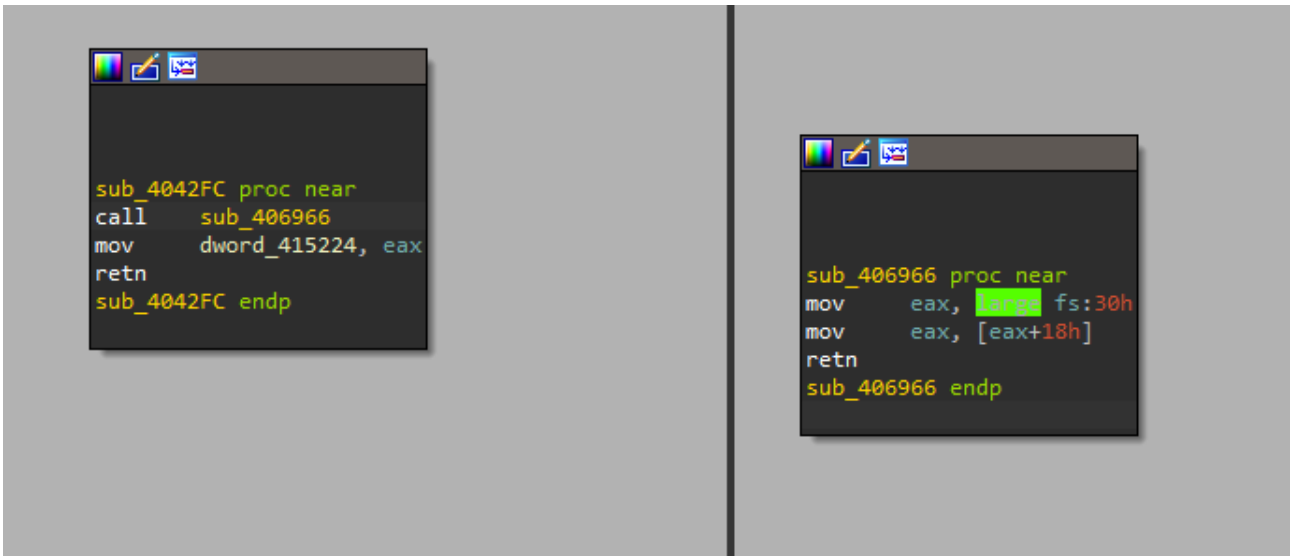 sub_4042FC proc near
call sub_406966
mov dword_415224, eax
retn
sub_4042FC endp
sub_406966 proc near
mov eax, large fs:30h
mov eax, [eax+18h]
retn
sub_406966 endp